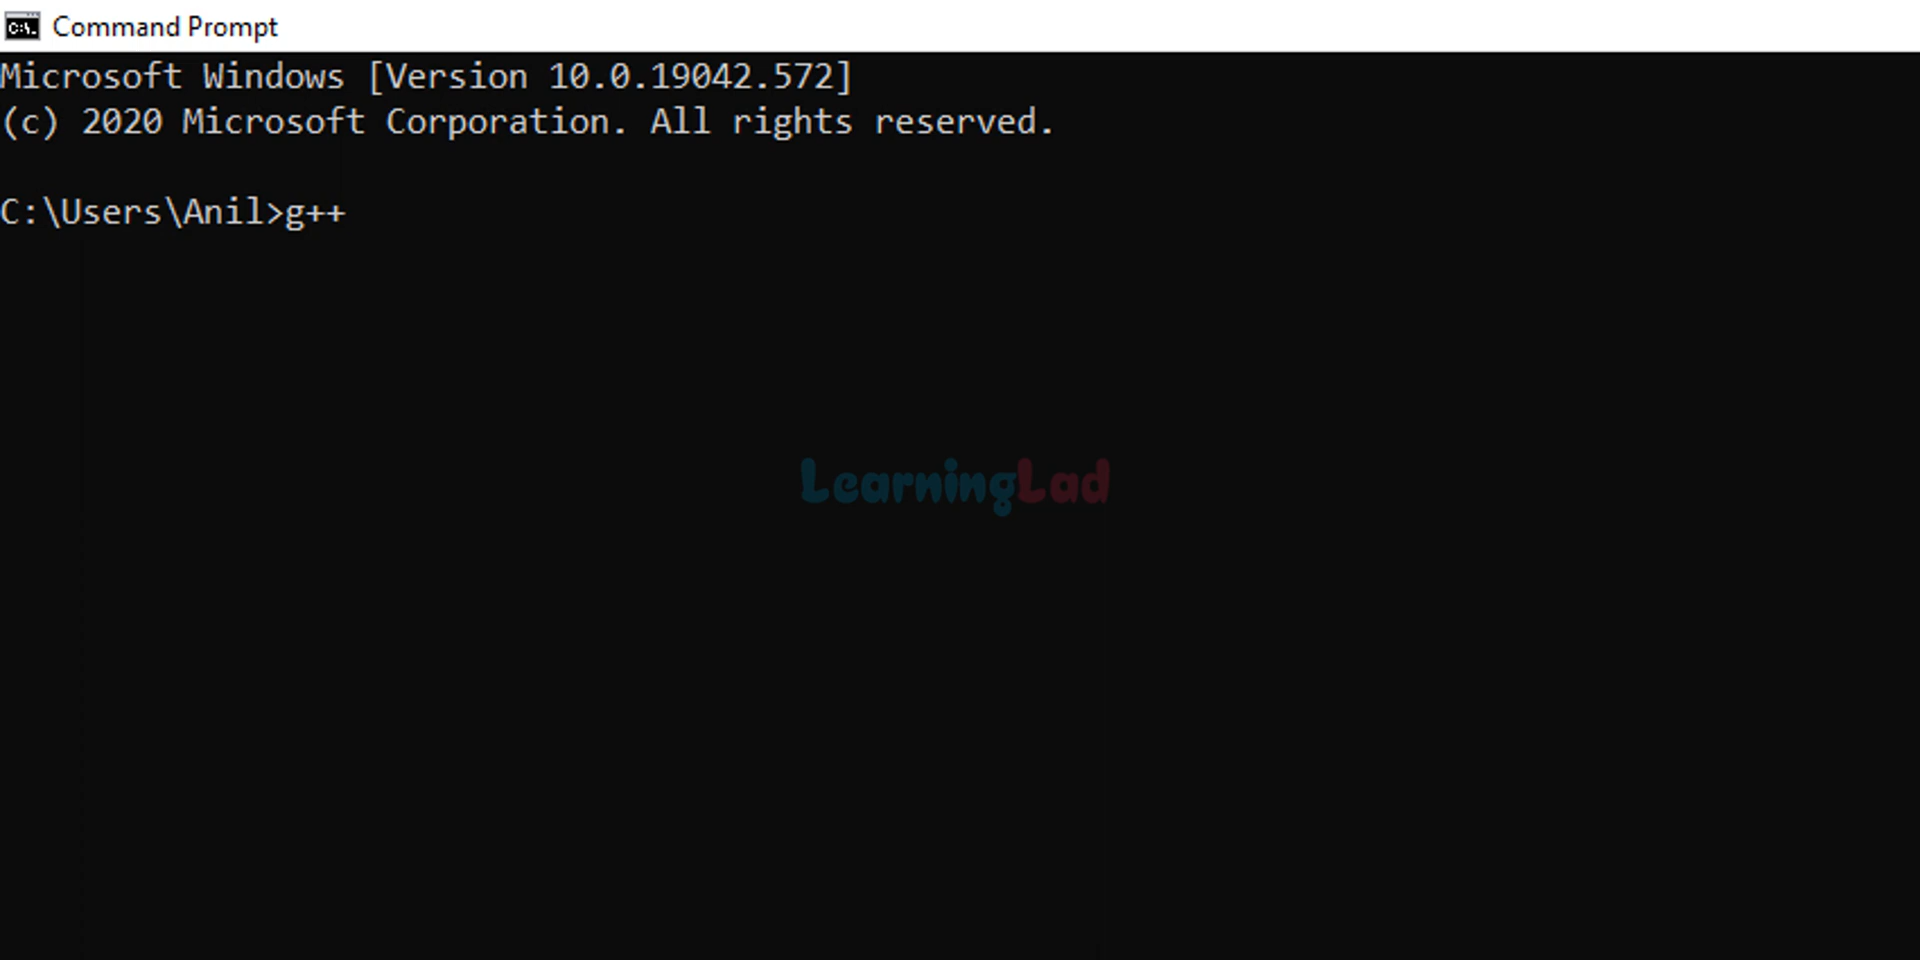 Command Prompt
Microsoft Windows [Version 10.0.19042.572]
(c) 2020 Microsoft Corporation. All rights reserved.
C:\Users\Anil>g++
LearningLad